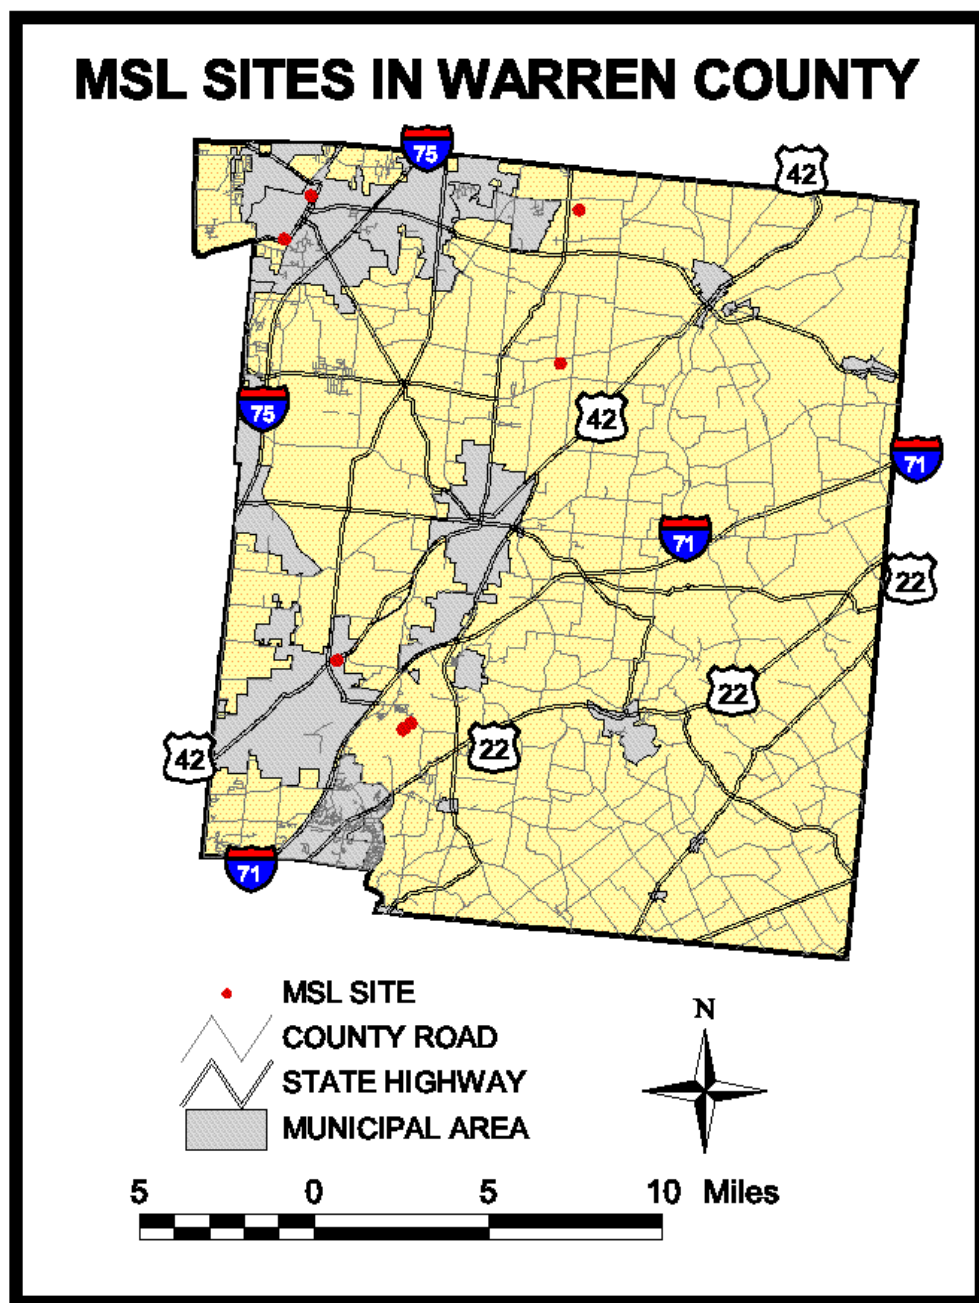 MSL SITES IN WARREN COUNTY
75
42
75
42
71
71
22
22
42
22
71
MSL SITE
COUNTY ROAD
STATE HIGHWAY
MUNICIPAL AREA
N
5 0 5 10 Miles